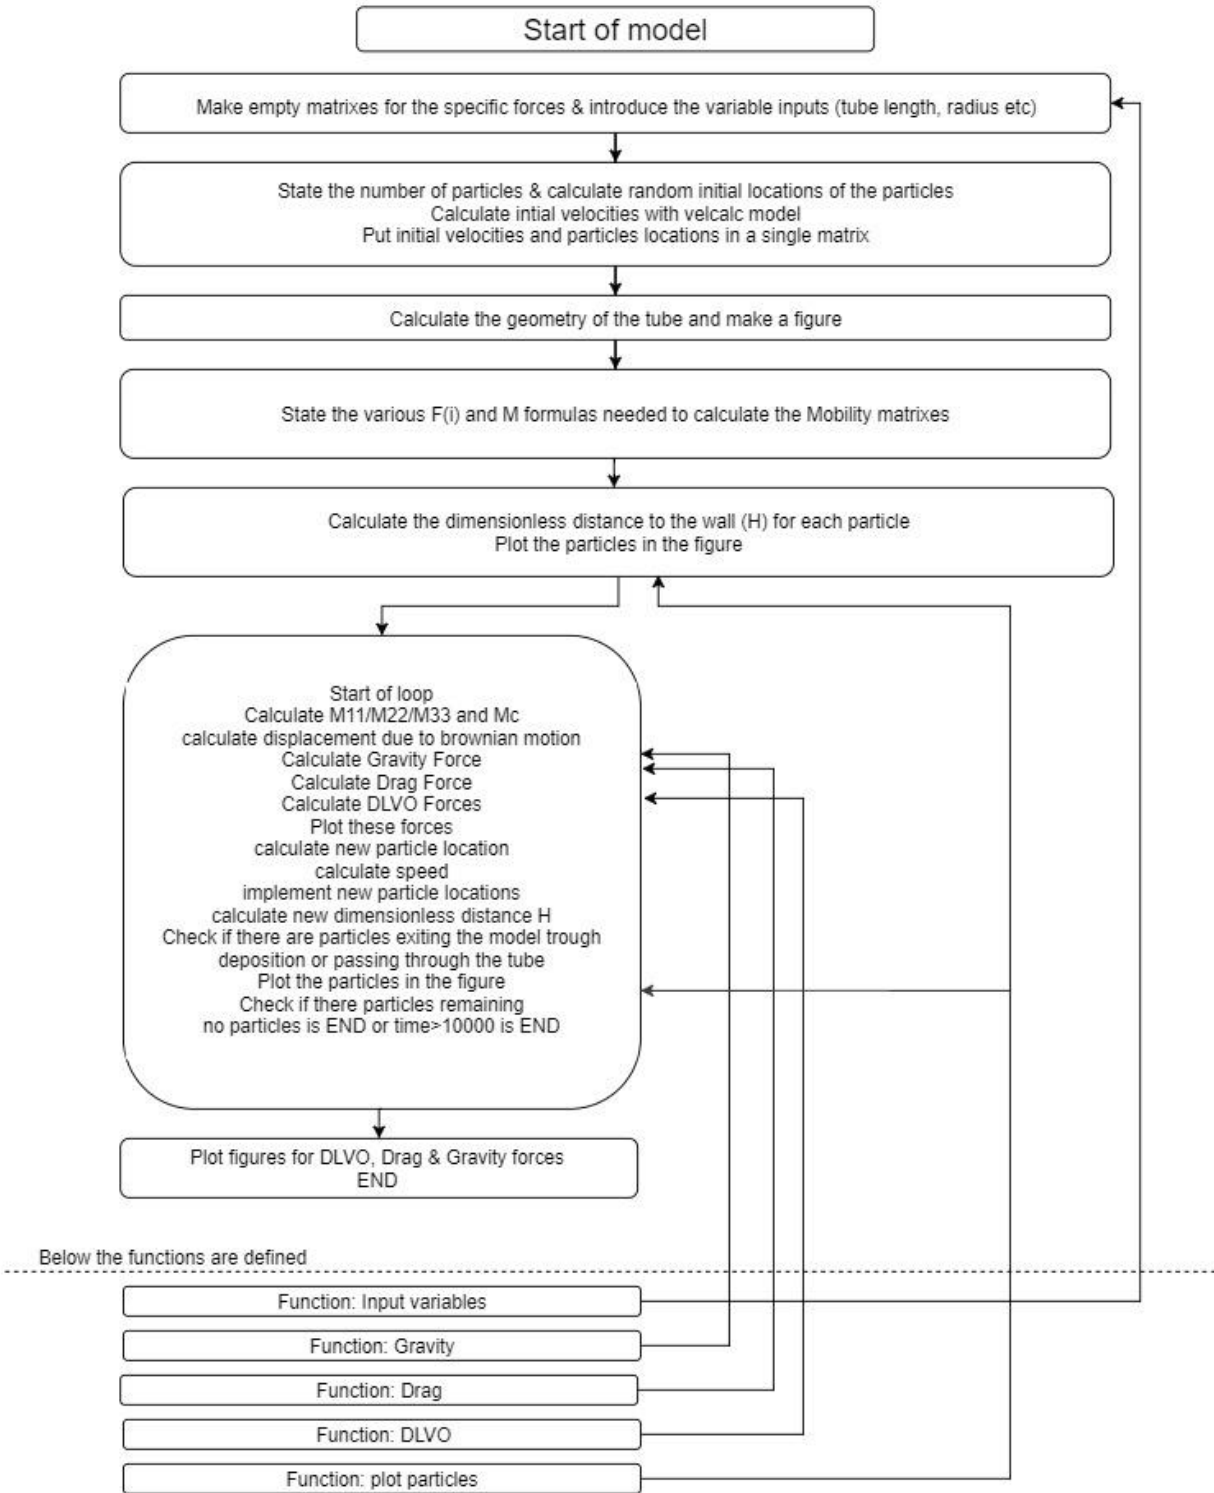 Start of model
Make empty matrixes for the specific forces & introduce the variable inputs (tube length, radius etc)
State the number of particles & calculate random initial locations of the particles
Calculate intial velocities with velcalc model
Put initial velocities and particles locations in a single matrix
Calculate the geometry of the tube and make a figure
State the various F(i) and M formulas needed to calculate the Mobility matrixes
Calculate the dimensionless distance to the wall (H) for each particle
Plot the particles in the figure
Start of loop
Calculate M11/M22/M33 and Mc
calculate displacement due to brownian motion
Calculate Gravity Force
Calculate Drag Force
Calculate DLVO Forces
Plot these forces
calculate new particle location
calculate speed
implement new particle locations
calculate new dimensionless distance H
Check if there are particles exiting the model trough
deposition or passing through the tube
Plot the particles in the figure
Check if there particles remaining
no particles is END or time>10000 is END
Plot figures for DLVO, Drag & Gravity forces
END
Below the functions are defined
Function: Input variables
Function: Gravity
Function: Drag
Function: DLVO
Function: plot particles